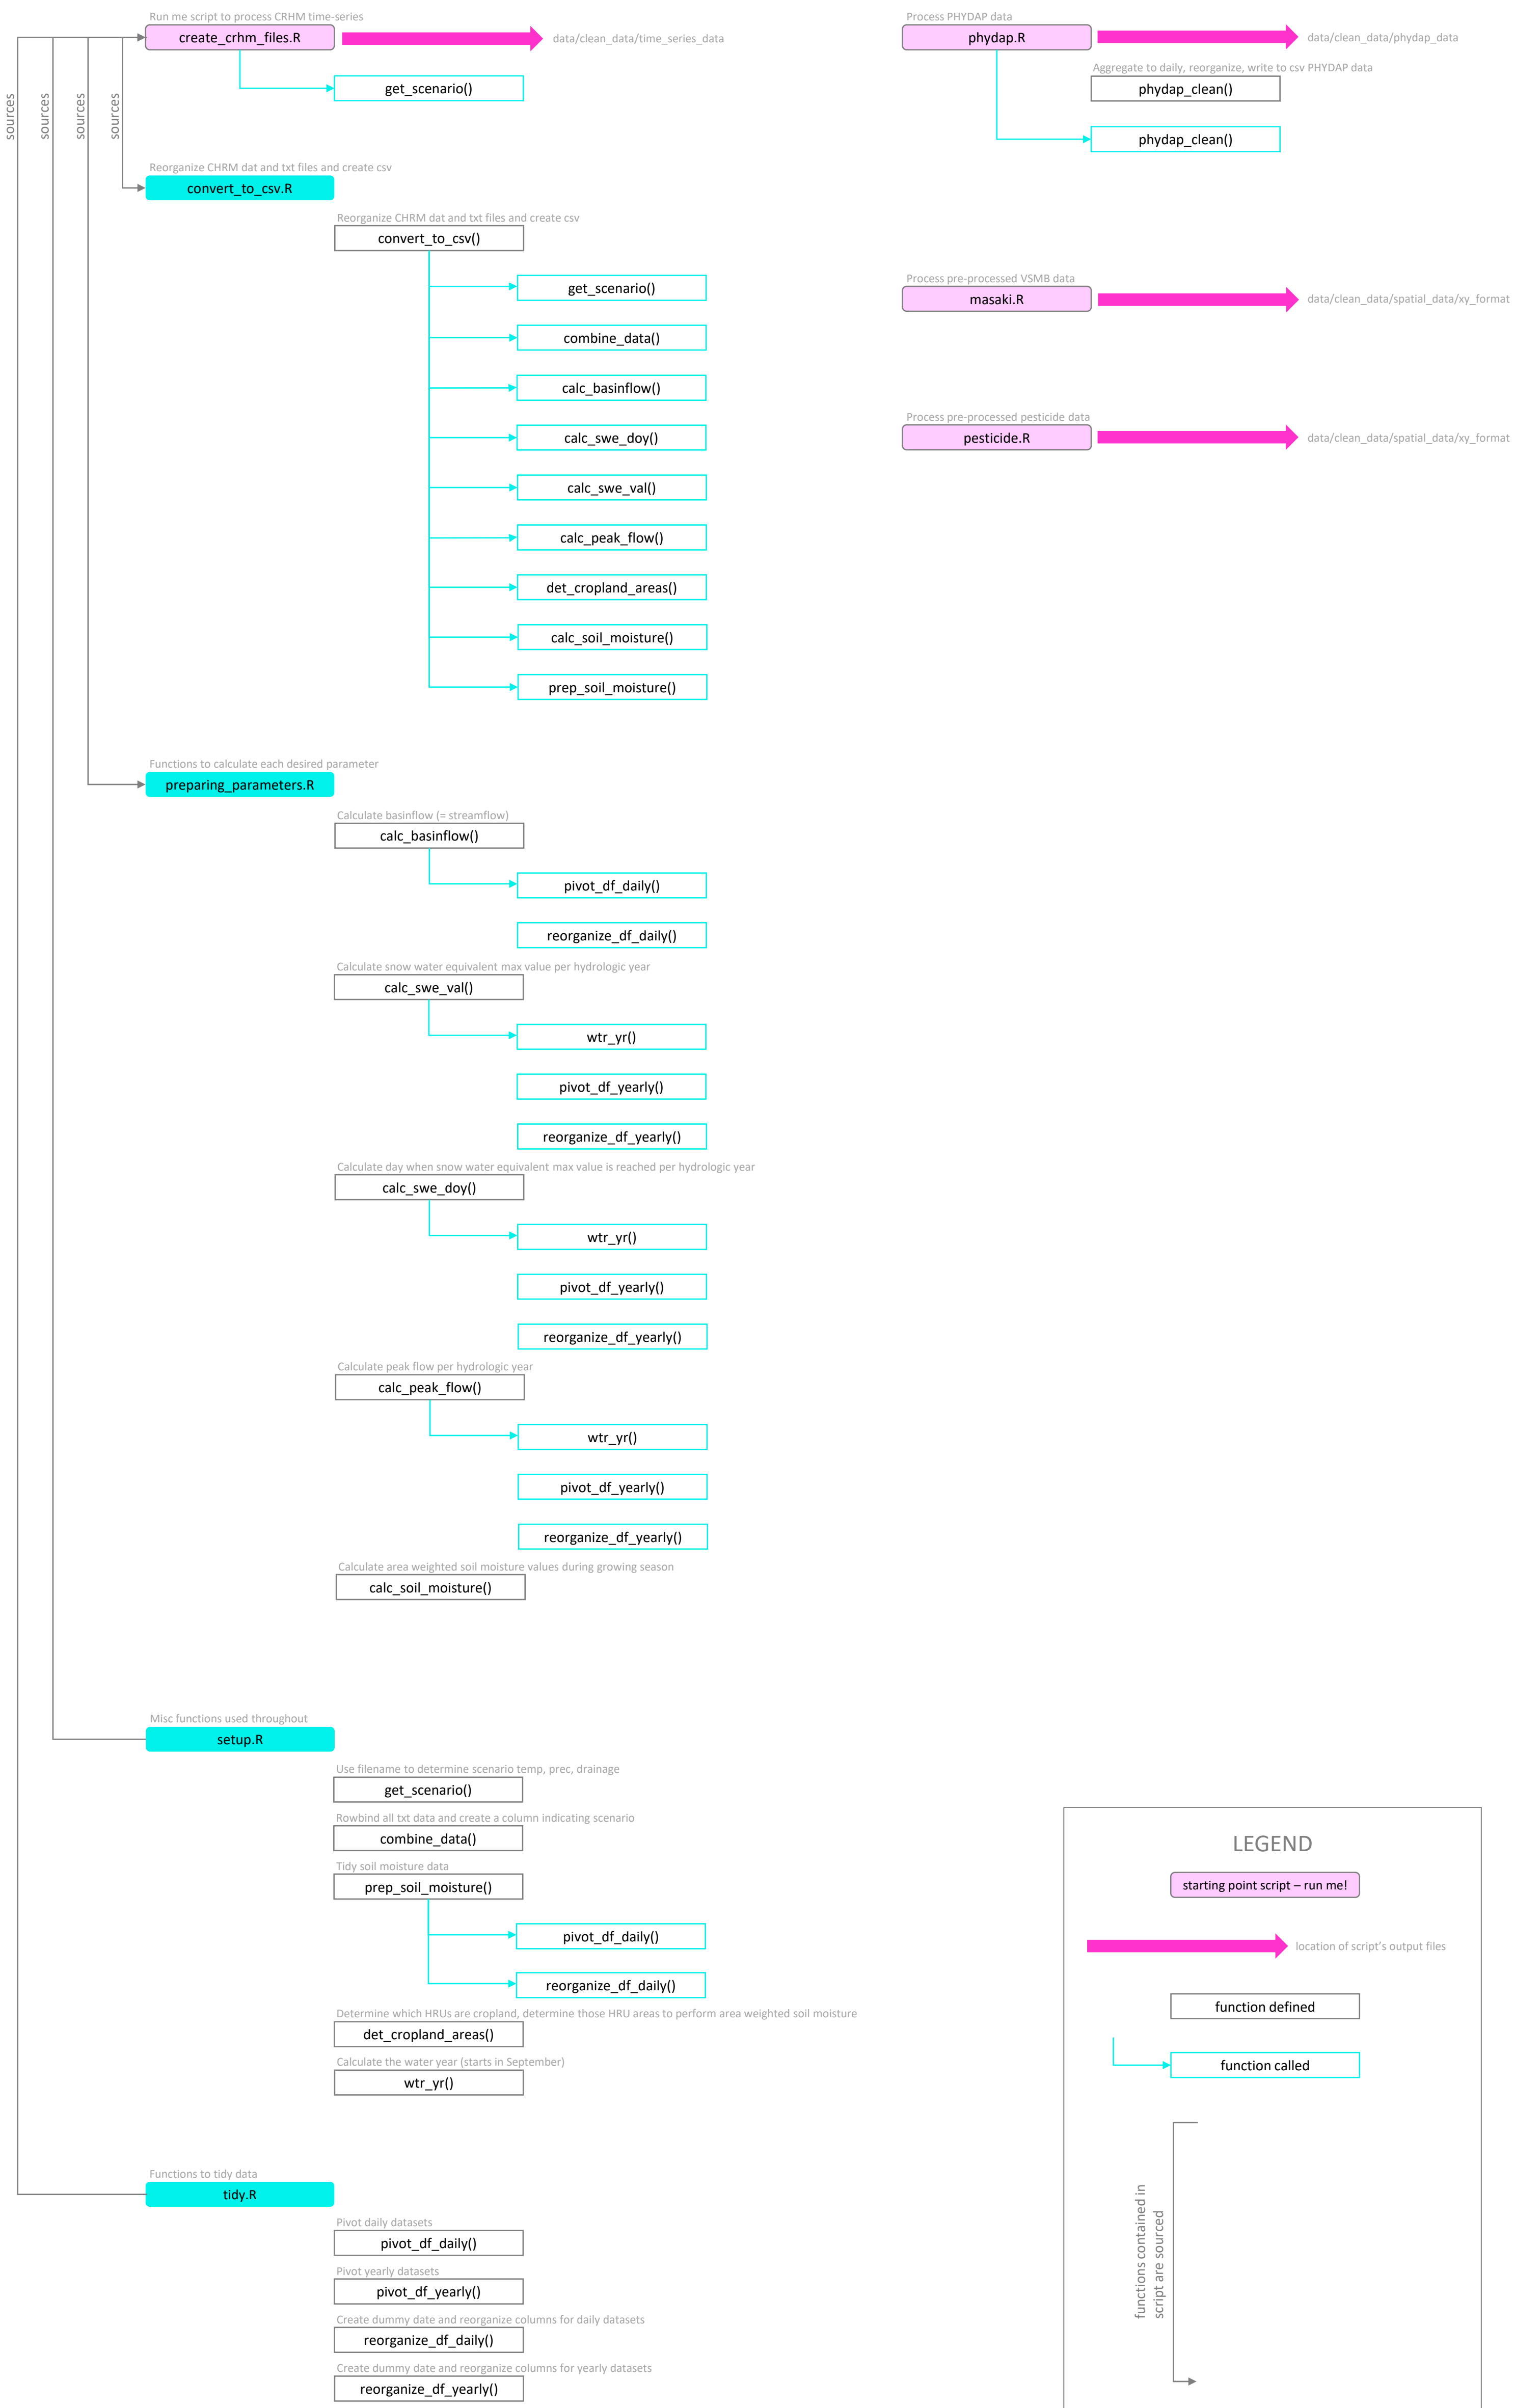 Run me script to process CRHM time-series
create_crhm_files.R
data/clean_data/time_series_data
get_scenario()
sources
sources
sources
sources
Reorganize CHRM dat and txt files and create csv
convert_to_csv.R
Reorganize CHRM dat and txt files and create csv
convert_to_csv()
get_scenario()
combine_data()
calc_basinflow()
calc_swe_doy()
calc_swe_val()
calc_peak_flow()
det_cropland_areas()
calc_soil_moisture()
prep_soil_moisture()
Functions to calculate each desired parameter
preparing_parameters.R
Calculate basinflow (= streamflow)
calc_basinflow()
pivot_df_daily()
reorganize_df_daily()
Calculate snow water equivalent max value per hydrologic year
calc_swe_val()
wtr_yr()
pivot_df_yearly()
reorganize_df_yearly()
Calculate day when snow water equivalent max value is reached per hydrologic year
calc_swe_doy()
wtr_yr()
pivot_df_yearly()
reorganize_df_yearly()
Calculate peak flow per hydrologic year
calc_peak_flow()
wtr_yr()
pivot_df_yearly()
reorganize_df_yearly()
Calculate area weighted soil moisture values during growing season
calc_soil_moisture()
Misc functions used throughout
setup.R
Use filename to determine scenario temp, prec, drainage
get_scenario()
Rowbind all txt data and create a column indicating scenario
combine_data()
Tidy soil moisture data
prep_soil_moisture()
pivot_df_daily()
reorganize_df_daily()
Determine which HRUs are cropland, determine those HRU areas to perform area weighted soil moisture
det_cropland_areas()
Calculate the water year (starts in September)
wtr_yr()
Functions to tidy data
tidy.R
Pivot daily datasets
pivot_df_daily()
Pivot yearly datasets
pivot_df_yearly()
Create dummy date and reorganize columns for daily datasets
reorganize_df_daily()
Create dummy date and reorganize columns for yearly datasets
reorganize_df_yearly()
Process PHYDAP data
phydap.R
data/clean_data/phydap_data
Aggregate to daily, reorganize, write to csv PHYDAP data
phydap_clean()
phydap_clean()
Process pre-processed VSMB data
masaki.R
data/clean_data/spatial_data/xy_format
Process pre-processed pesticide data
pesticide.R
data/clean_data/spatial_data/xy_format
LEGEND
starting point script – run me!
location of script's output files
function defined
function called
functions contained in
script are sourced